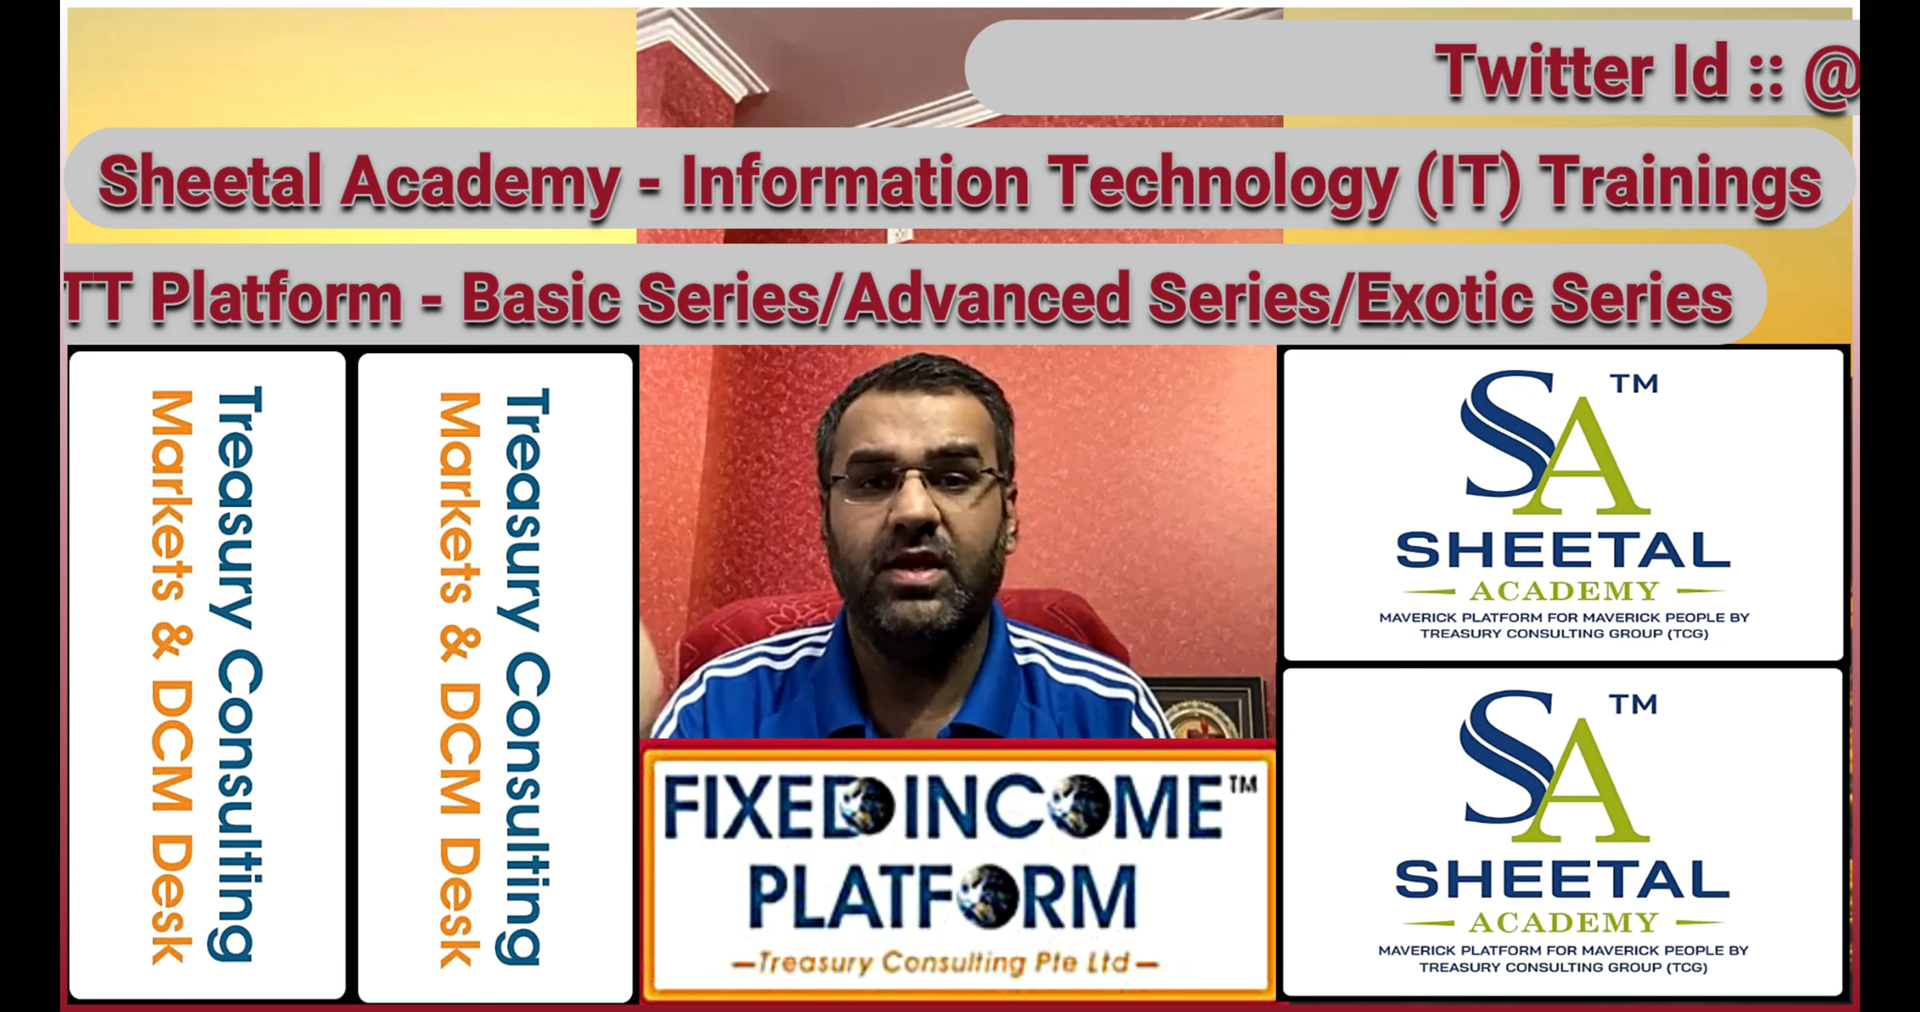 Twitter Id :: @
Sheetal Academy - Information Technology (IT) Trainings
TT Platform - Basic Series/Advanced Series/Exotic Series
Treasury Consulting
Markets & DCM Desk
Treasury Consulting
Markets & DCM Desk
FIXED INCOME™
PLATFORM
—Treasury Consulting Pte Ltd—
SA ™
SHEETAL
ACADEMY
MAVERICK PLATFORM FOR MAVERICK PEOPLE BY
TREASURY CONSULTING GROUP (TCG)
SA ™
SHEETAL
ACADEMY
MAVERICK PLATFORM FOR MAVERICK PEOPLE BY
TREASURY CONSULTING GROUP (TCG)